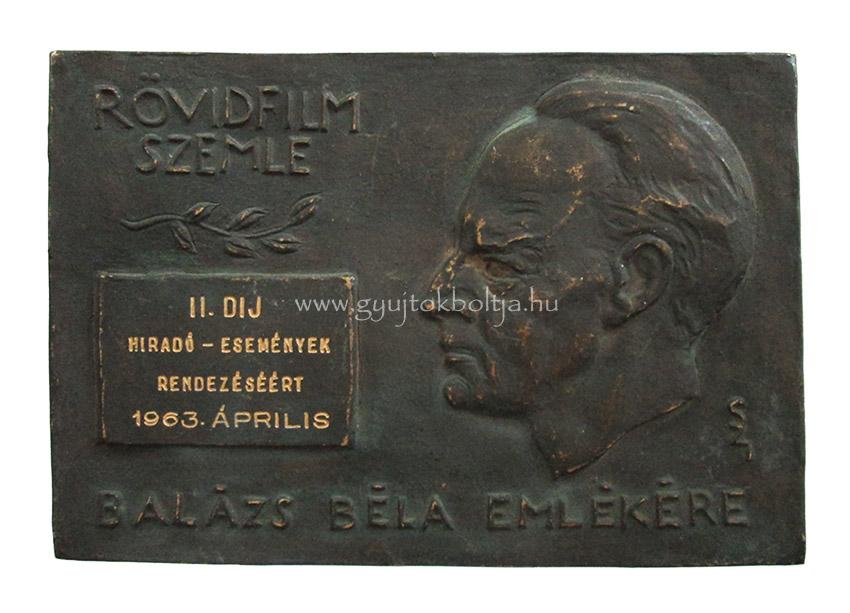 RÖVIDFILM
SZEMLE
II. DIJ
HIRADÓ - ESEMÉNYEK
RENDEZÉSÉÉRT
1963. ÁPRILIS
www.gyujtokboltja.hu
BALÁZS BÉLA EMLÉKÉRE